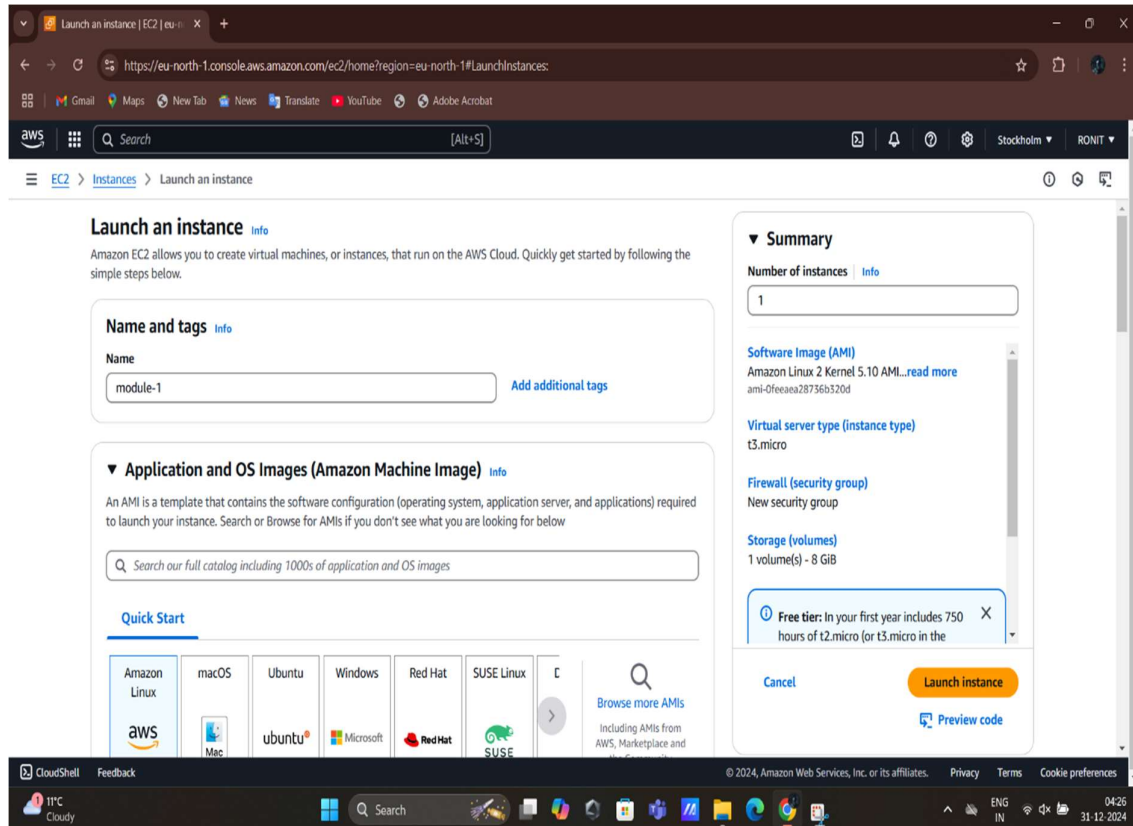 Launch an instance | EC2 | eu-n
https://eu-north-1.console.aws.amazon.com/ec2/home?region=eu-north-1#LaunchInstances:
Gmail Maps New Tab News Translate YouTube Adobe Acrobat
aws Search [Alt+S] Stockholm RONIT
EC2 > Instances > Launch an instance
Launch an instance Info
Amazon EC2 allows you to create virtual machines, or instances, that run on the AWS Cloud. Quickly get started by following the
simple steps below.
Name and tags Info
Name
module-1 Add additional tags
Application and OS Images (Amazon Machine Image) Info
An AMI is a template that contains the software configuration (operating system, application server, and applications) required
to launch your instance. Search or Browse for AMIs if you don't see what you are looking for below
Search our full catalog including 1000s of application and OS images
Quick Start
Amazon
Linux
aws
macOS
Mac
Ubuntu
ubuntu
Windows
Microsoft
Red Hat
Red Hat
SUSE Linux
SUSE
Browse more AMIs
Including AMIs from
AWS, Marketplace and
the Community
Summary
Number of instances Info
1
Software Image (AMI)
Amazon Linux 2 Kernel 5.10 AMI...read more
ami-0feeaea28736b320d
Virtual server type (instance type)
t3.micro
Firewall (security group)
New security group
Storage (volumes)
1 volume(s) - 8 GiB
Free tier: In your first year includes 750
hours of t2.micro (or t3.micro in the
Cancel Launch instance
Preview code
CloudShell Feedback © 2024, Amazon Web Services, Inc. or its affiliates. Privacy Terms Cookie preferences
1 11°C
Cloudy
Search
ENG
IN
04:26
31-12-2024